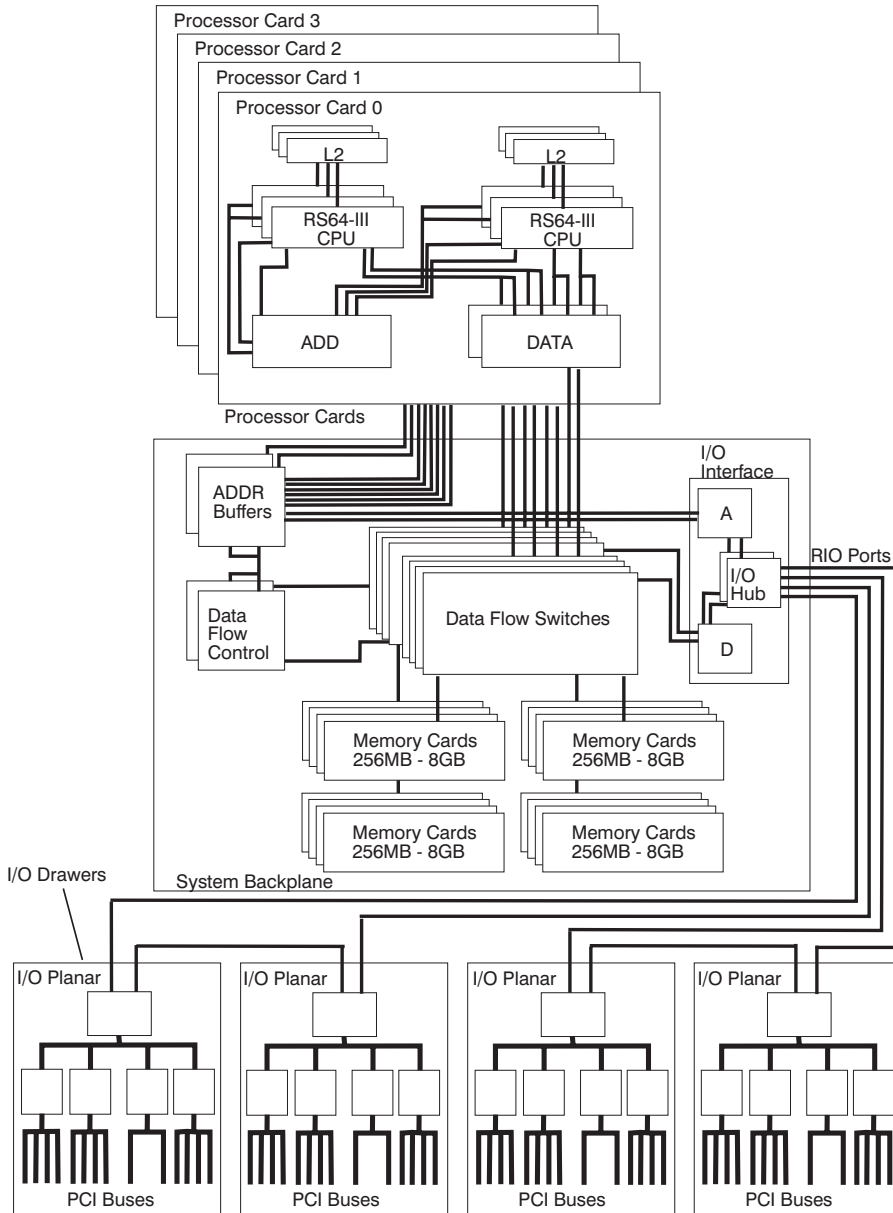 Processor Card 3
Processor Card 2
Processor Card 1
Processor Card 0
L2
L2
RS64-III
CPU
RS64-III
CPU
ADD
DATA
Processor Cards
I/O
Interface
ADDR
Buffers
A
RIO Ports
I/O
Hub
Data
Flow
Control
Data Flow Switches
D
Memory Cards
256MB - 8GB
Memory Cards
256MB - 8GB
Memory Cards
256MB - 8GB
Memory Cards
256MB - 8GB
System Backplane
I/O Drawers
I/O Planar
I/O Planar
I/O Planar
I/O Planar
PCI Buses
PCI Buses
PCI Buses
PCI Buses